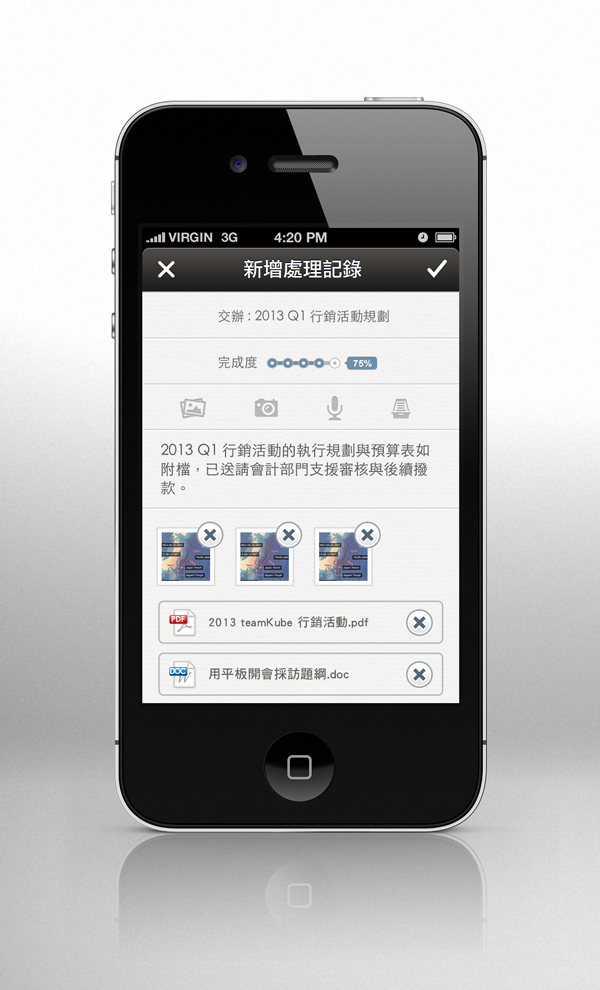 VIRGIN 3G 4:20 PM
新增處理記錄
交辦 : 2013 Q1 行銷活動規劃
完成度 75%
2013 Q1 行銷活動的執行規劃與預算表如
附檔，已送請會計部門支援審核與後續撥
款。
PDF 2013 teamKube 行銷活動.pdf
DOC 用平板開會採訪題綱.doc